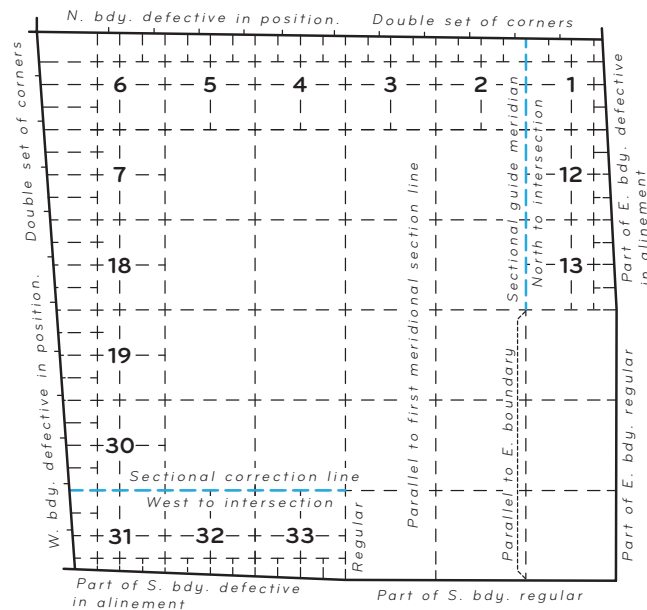 N. bdy. defective in position. Double set of corners
6 5 4 3 2 1
7 12
18 13
19
30
31 32 33
Double set of corners
W. bdy. defective in position.
Sectional correction line
West to intersection
Regular
Parallel to first meridional section line
Sectional guide meridian
North to intersection
Parallel to E. boundary
Part of E. bdy. defective
in alinement
Part of E. bdy. regular
Part of S. bdy. defective
in alinement
Part of S. bdy. regular